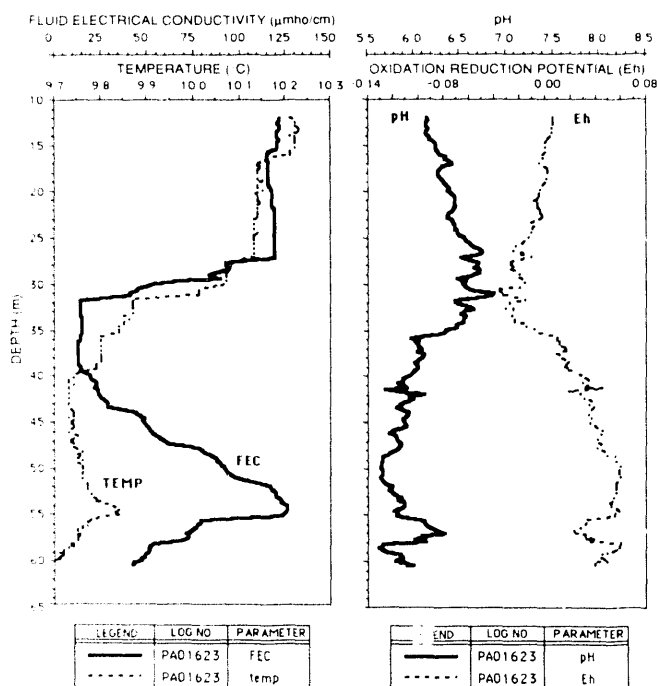 FLUID ELECTRICAL CONDUCTIVITY (µmho/cm)
0 25 50 75 100 125 150
TEMPERATURE ( C)
9.7 9.8 9.9 10.0 10.1 10.2 10.3
10
15
20
25
30
35
40
45
50
55
60
65
DEPTH (m)
FEC
TEMP
LEGEND LOG NO PARAMETER
PA01623 FEC
PA01623 temp
pH
5.5 6.0 6.5 7.0 7.5 8.0 8.5
OXIDATION REDUCTION POTENTIAL (Eh)
-0.14 -0.08 0.00 0.08
pH
Eh
END LOG NO PARAMETER
PA01623 pH
PA01623 Eh